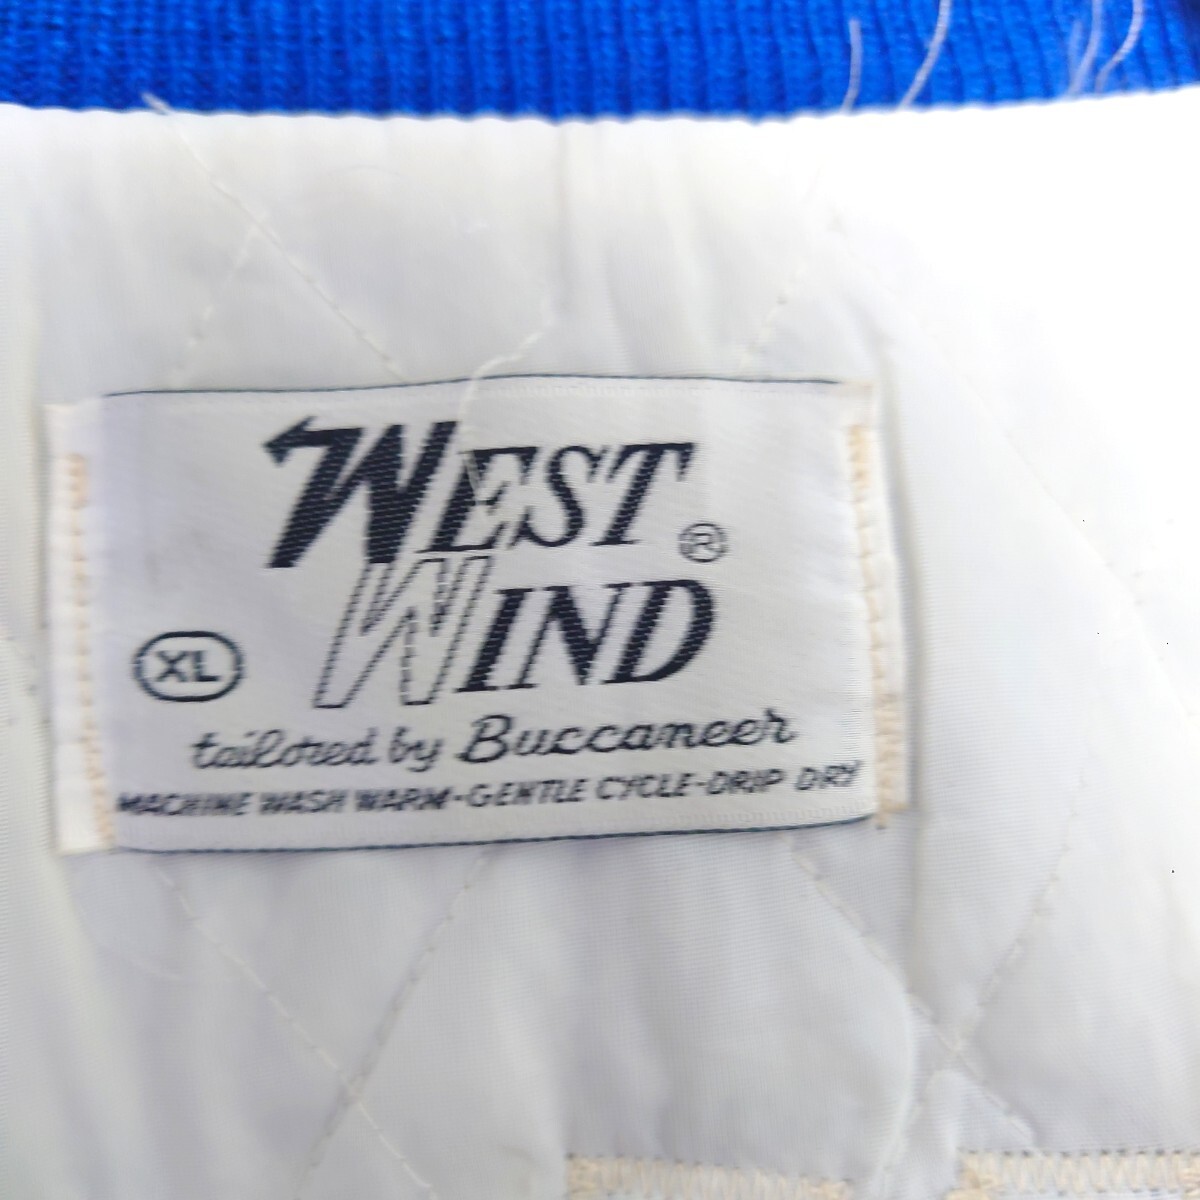 WEST
WIND ®
XL
tailored by Buccaneer
MACHINE WASH WARM-GENTLE CYCLE-DRIP DRY